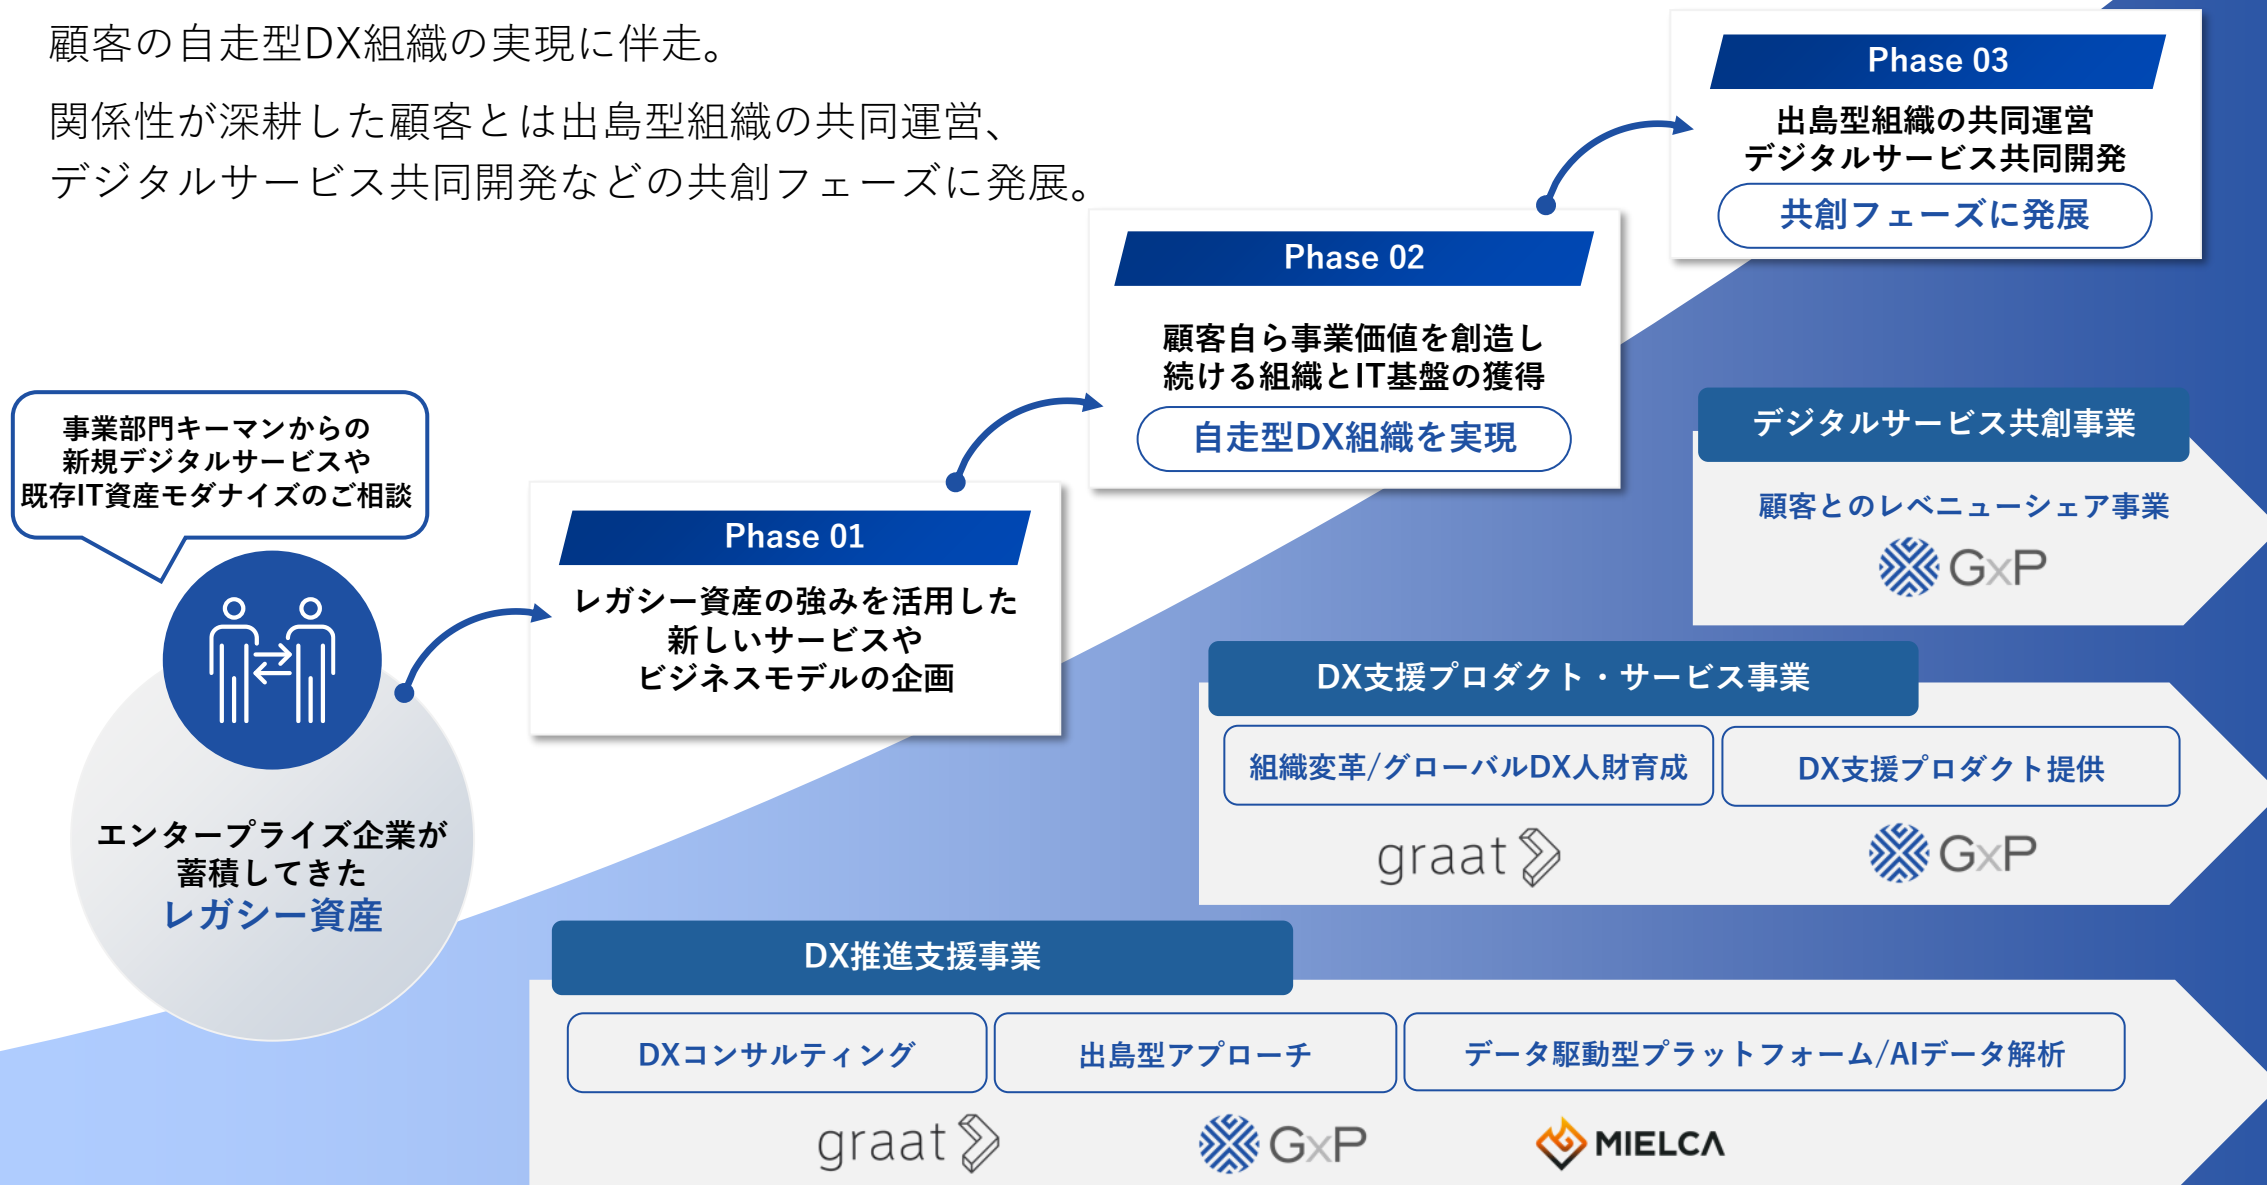 顧客の自走型DX組織の実現に伴走。
関係性が深耕した顧客とは出島型組織の共同運営、
デジタルサービス共同開発などの共創フェーズに発展。
Phase 03
出島型組織の共同運営
デジタルサービス共同開発
共創フェーズに発展
Phase 02
顧客自ら事業価値を創造し
続ける組織とIT基盤の獲得
自走型DX組織を実現
Phase 01
レガシー資産の強みを活用した
新しいサービスや
ビジネスモデルの企画
事業部門キーマンからの
新規デジタルサービスや
既存IT資産モダナイズのご相談
エンタープライズ企業が
蓄積してきた
レガシー資産
デジタルサービス共創事業
顧客とのレベニューシェア事業
GxP
DX支援プロダクト・サービス事業
組織変革/グローバルDX人財育成
DX支援プロダクト提供
graat
GxP
DX推進支援事業
DXコンサルティング
出島型アプローチ
データ駆動型プラットフォーム/AIデータ解析
graat
GxP
MIELCA